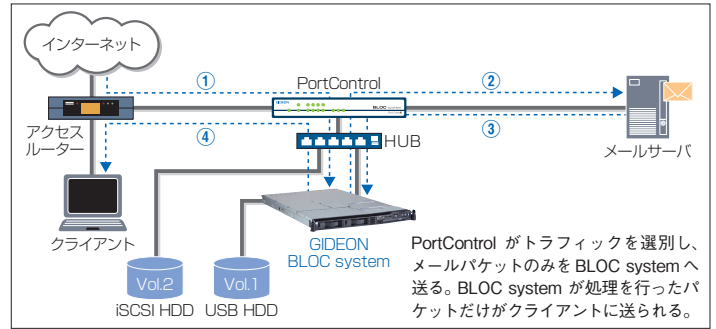 インターネット
①
PortControl
②
GIDEON
BLOC system
アクセス
ルーター
④
③
HUB
メールサーバ
クライアント
GIDEON
BLOC system
Vol.2
Vol.1
iSCSI HDD
USB HDD
PortControl がトラフィックを選別し、
メールパケットのみを BLOC system へ
送る。BLOC system が処理を行ったパ
ケットだけがクライアントに送られる。